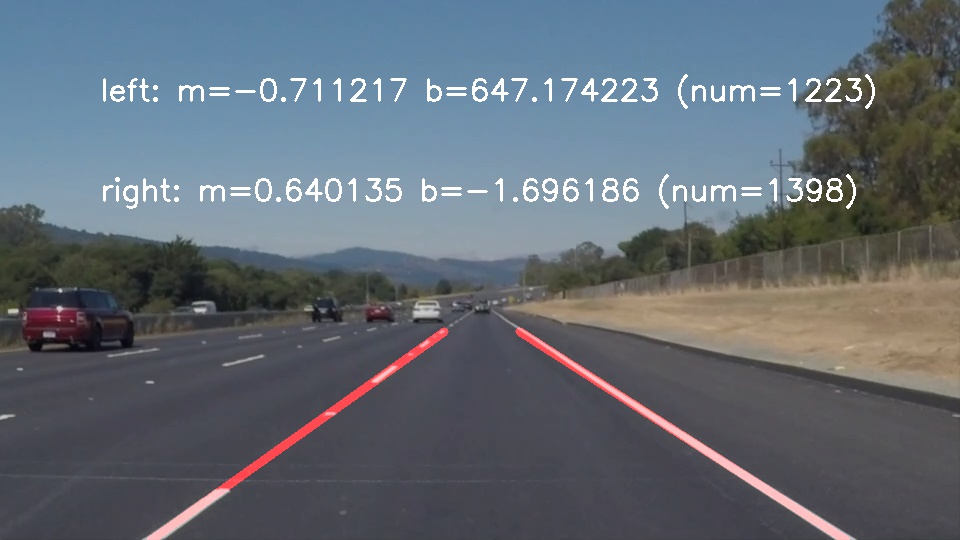 left: m=-0.711217 b=647.174223 (num=1223)
right: m=0.640135 b=-1.696186 (num=1398)